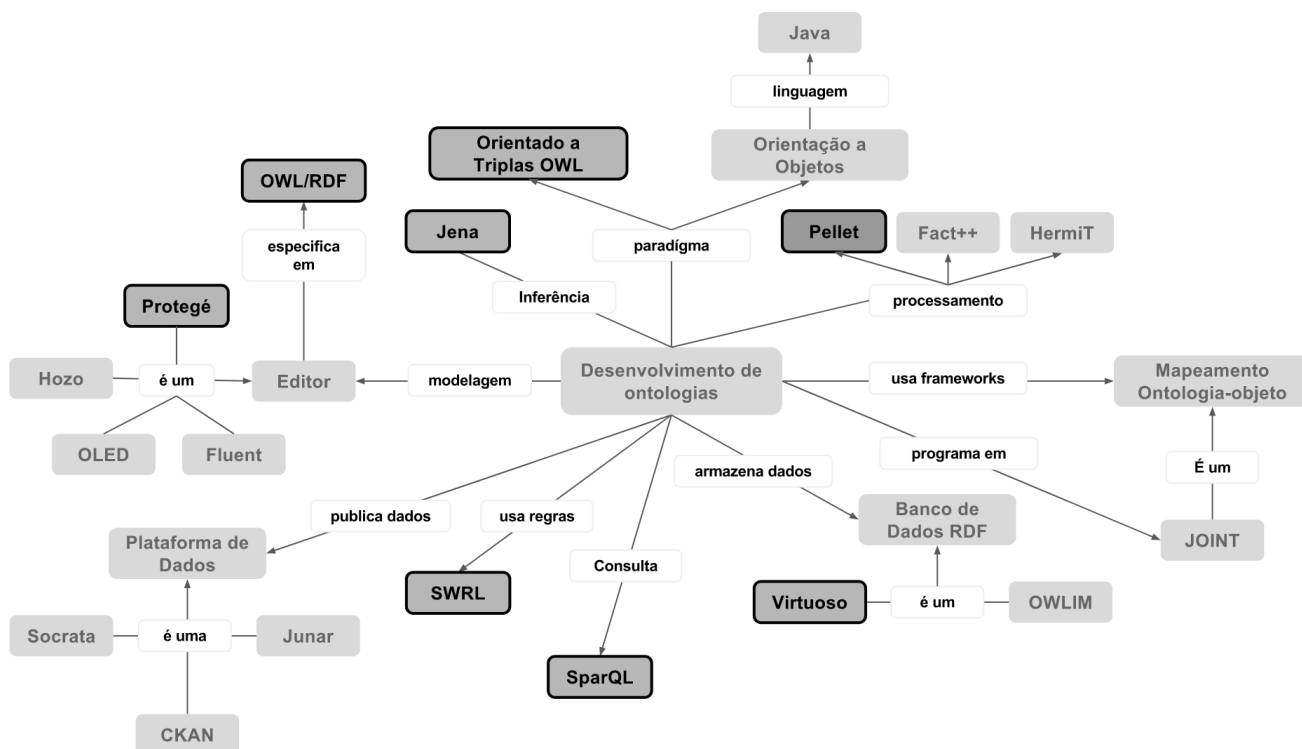 Java
linguagem
Orientado a
Triplas OWL
Orientação a
Objetos
OWL/RDF
Jena
paradígma
Pellet
Fact++
HermiT
especifica
em
Inferência
processamento
Protegé
Hozo
é um
Editor
modelagem
Desenvolvimento de
ontologias
usa frameworks
Mapeamento
Ontologia-objeto
OLED
Fluent
armazena dados
programa em
É um
publica dados
usa regras
Banco de
Dados RDF
Plataforma de
Dados
Consulta
JOINT
SWRL
Virtuoso
é um
OWLIM
Socrata
é uma
Junar
SparQL
CKAN